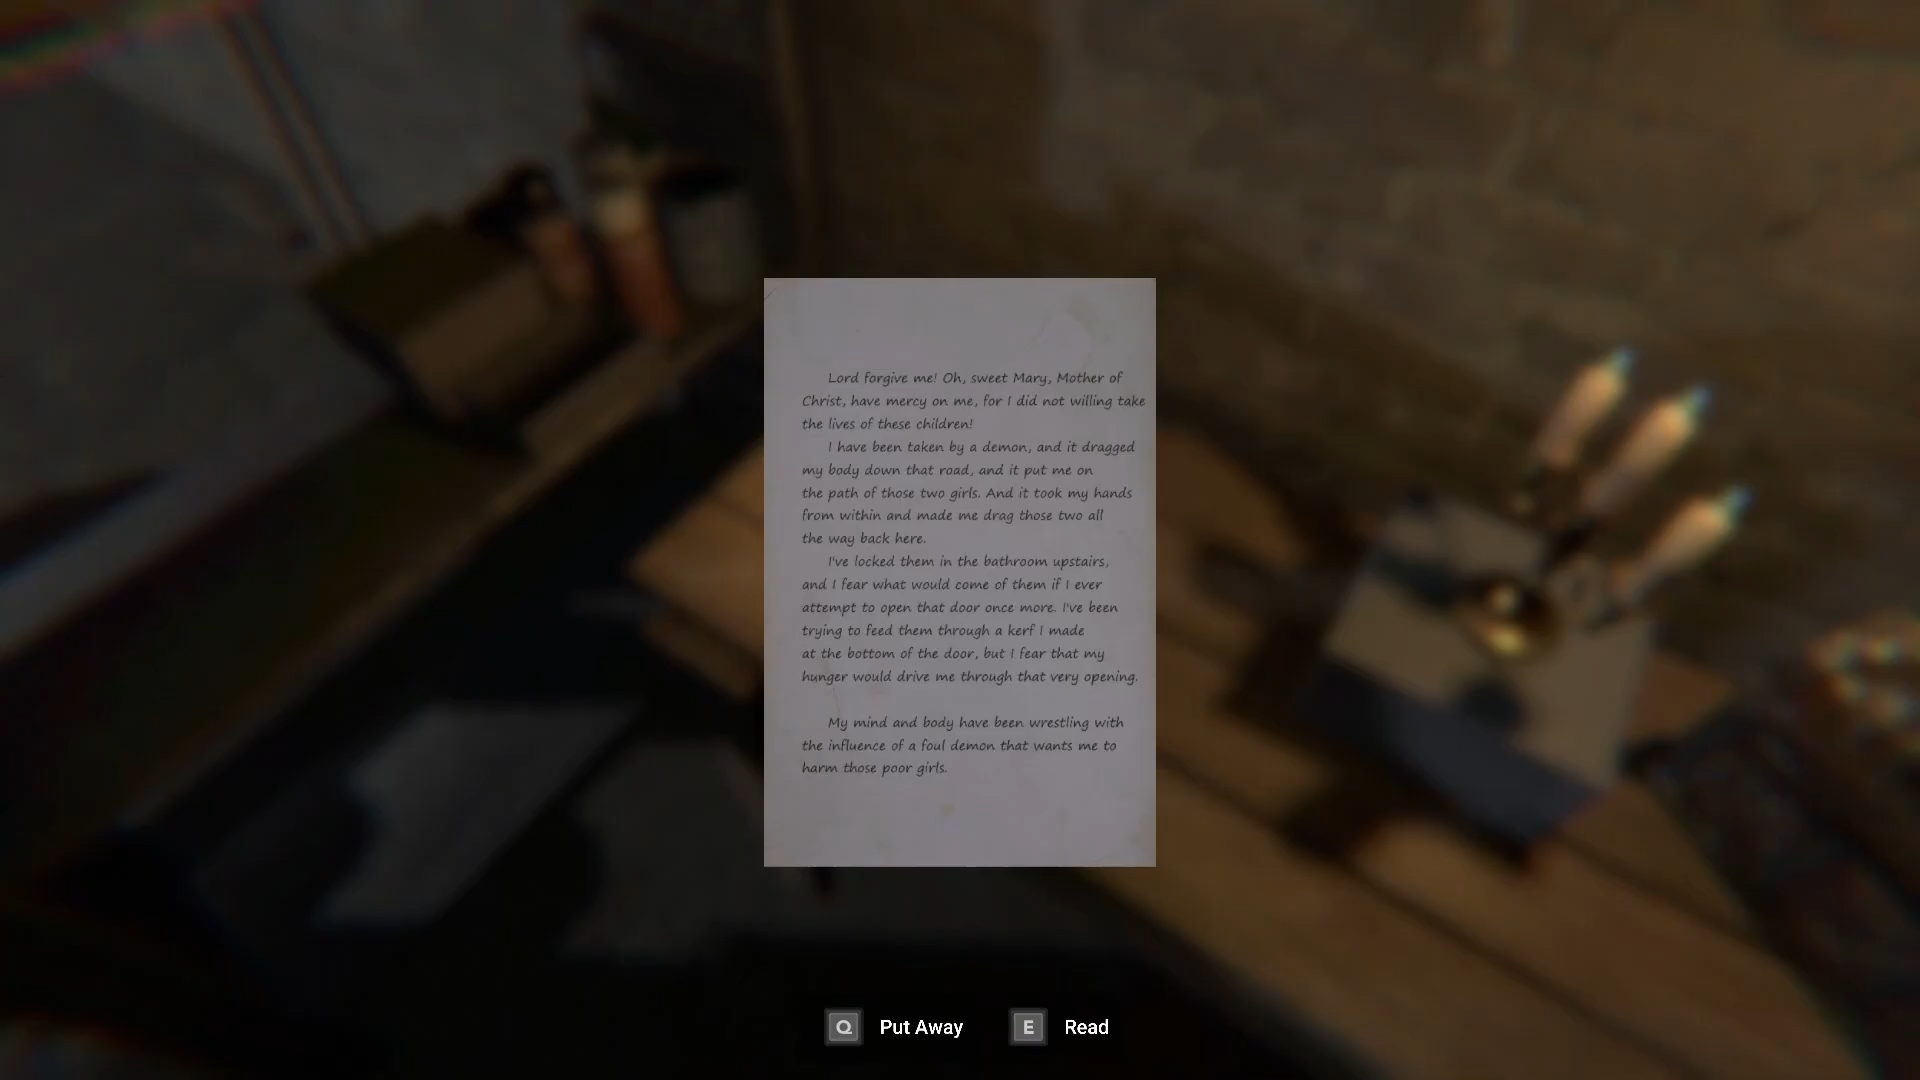 Lord forgive me! Oh, sweet Mary, Mother of
Christ, have mercy on me, for I did not willing take
the lives of these children!
I have been taken by a demon, and it dragged
my body down that road, and it put me on
the path of those two girls. And it took my hands
from within and made me drag those two all
the way back here.
I've locked them in the bathroom upstairs,
and I fear what would come of them if I ever
attempt to open that door once more. I've been
trying to feed them through a kerf I made
at the bottom of the door, but I fear that my
hunger would drive me through that very opening.
My mind and body have been wrestling with
the influence of a foul demon that wants me to
harm those poor girls.
Q Put Away E Read